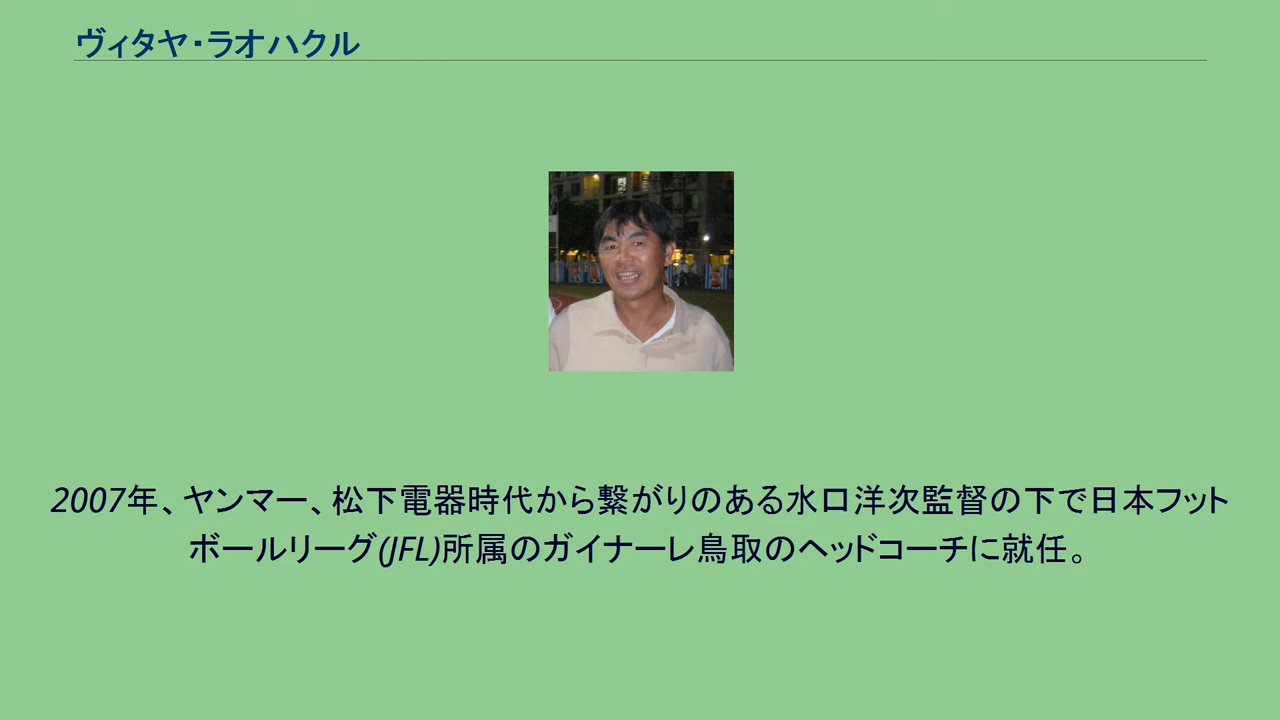 ヴィタヤ・ラオハクル
2007年、ヤンマー、松下電器時代から繋がりのある水口洋次監督の下で日本フット
ボールリーグ(JFL)所属のガイナーレ鳥取のヘッドコーチに就任。